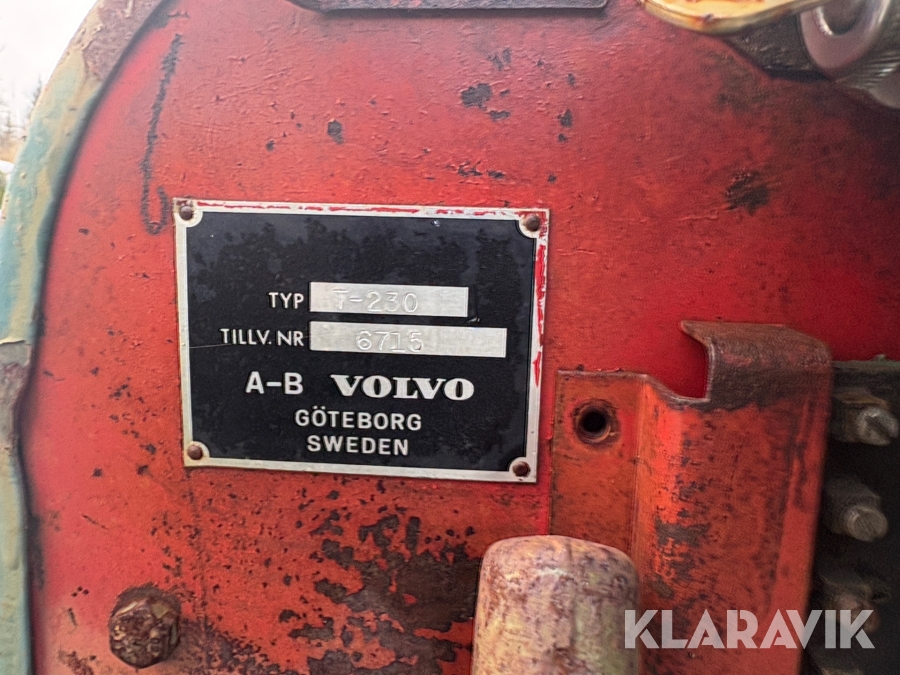 TYP T-230
TILLV. NR 6715
A-B VOLVO
GÖTEBORG
SWEDEN
KLARAVIK